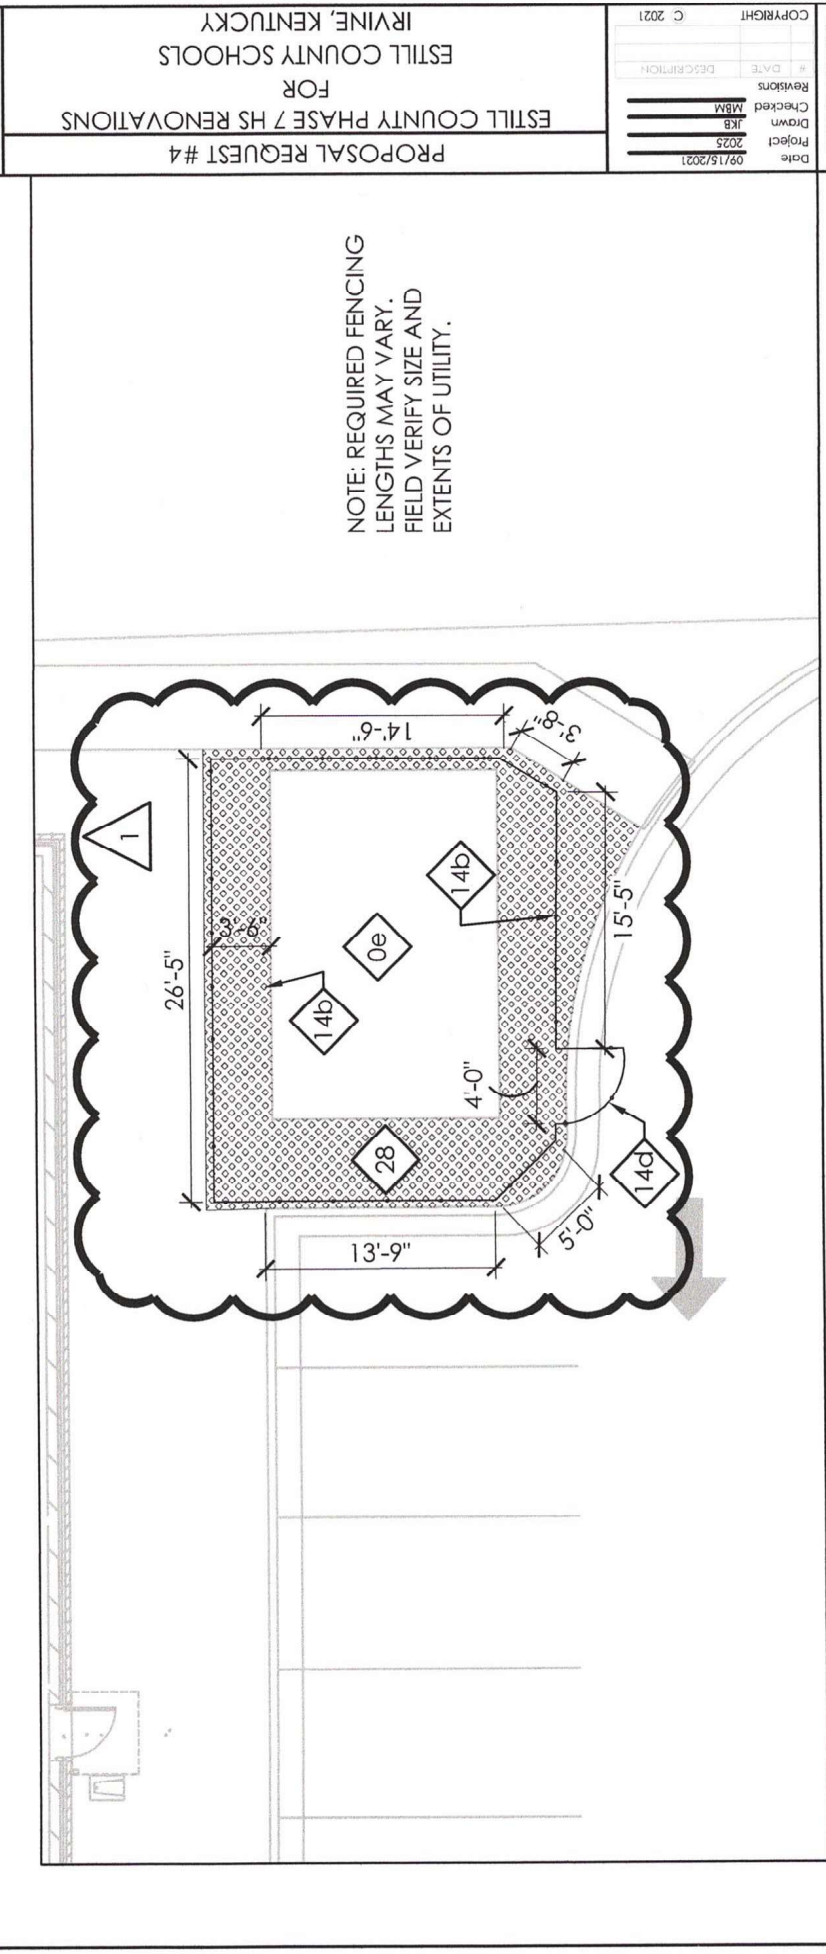 PROPOSAL REQUEST #4
ESTILL COUNTY PHASE 7 HS RENOVATIONS
FOR
ESTILL COUNTY SCHOOLS
IRVINE, KENTUCKY
Date 09/15/2021
Project 2025
Drawn JKB
Checked MBM
Revisions
# DATE DESCRIPTION
COPYRIGHT C 2021
NOTE: REQUIRED FENCING
LENGTHS MAY VARY.
FIELD VERIFY SIZE AND
EXTENTS OF UTILITY.
1
26'-5"
14'-6"
3'-8"
3'-6"
14b
0e
14b
15'-5"
4'-0"
28
14d
5'-0"
13'-9"